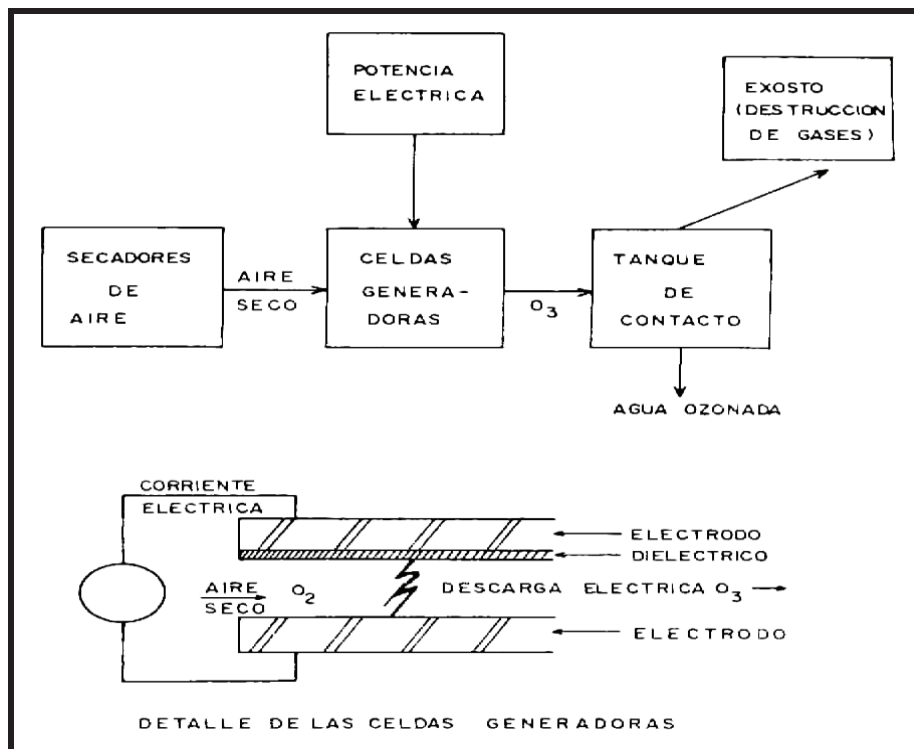 POTENCIA
ELECTRICA
EXOSTO
(DESTRUCCION
DE GASES)
SECADORES
DE
AIRE
AIRE
SECO
CELDAS
GENERA-
DORAS
O3
TANQUE
DE
CONTACTO
AGUA OZONADA
CORRIENTE
ELECTRICA
ELECTRODO
DIELECTRICO
AIRE
SECO
O2
DESCARGA ELECTRICA O3
ELECTRODO
DETALLE DE LAS CELDAS GENERADORAS